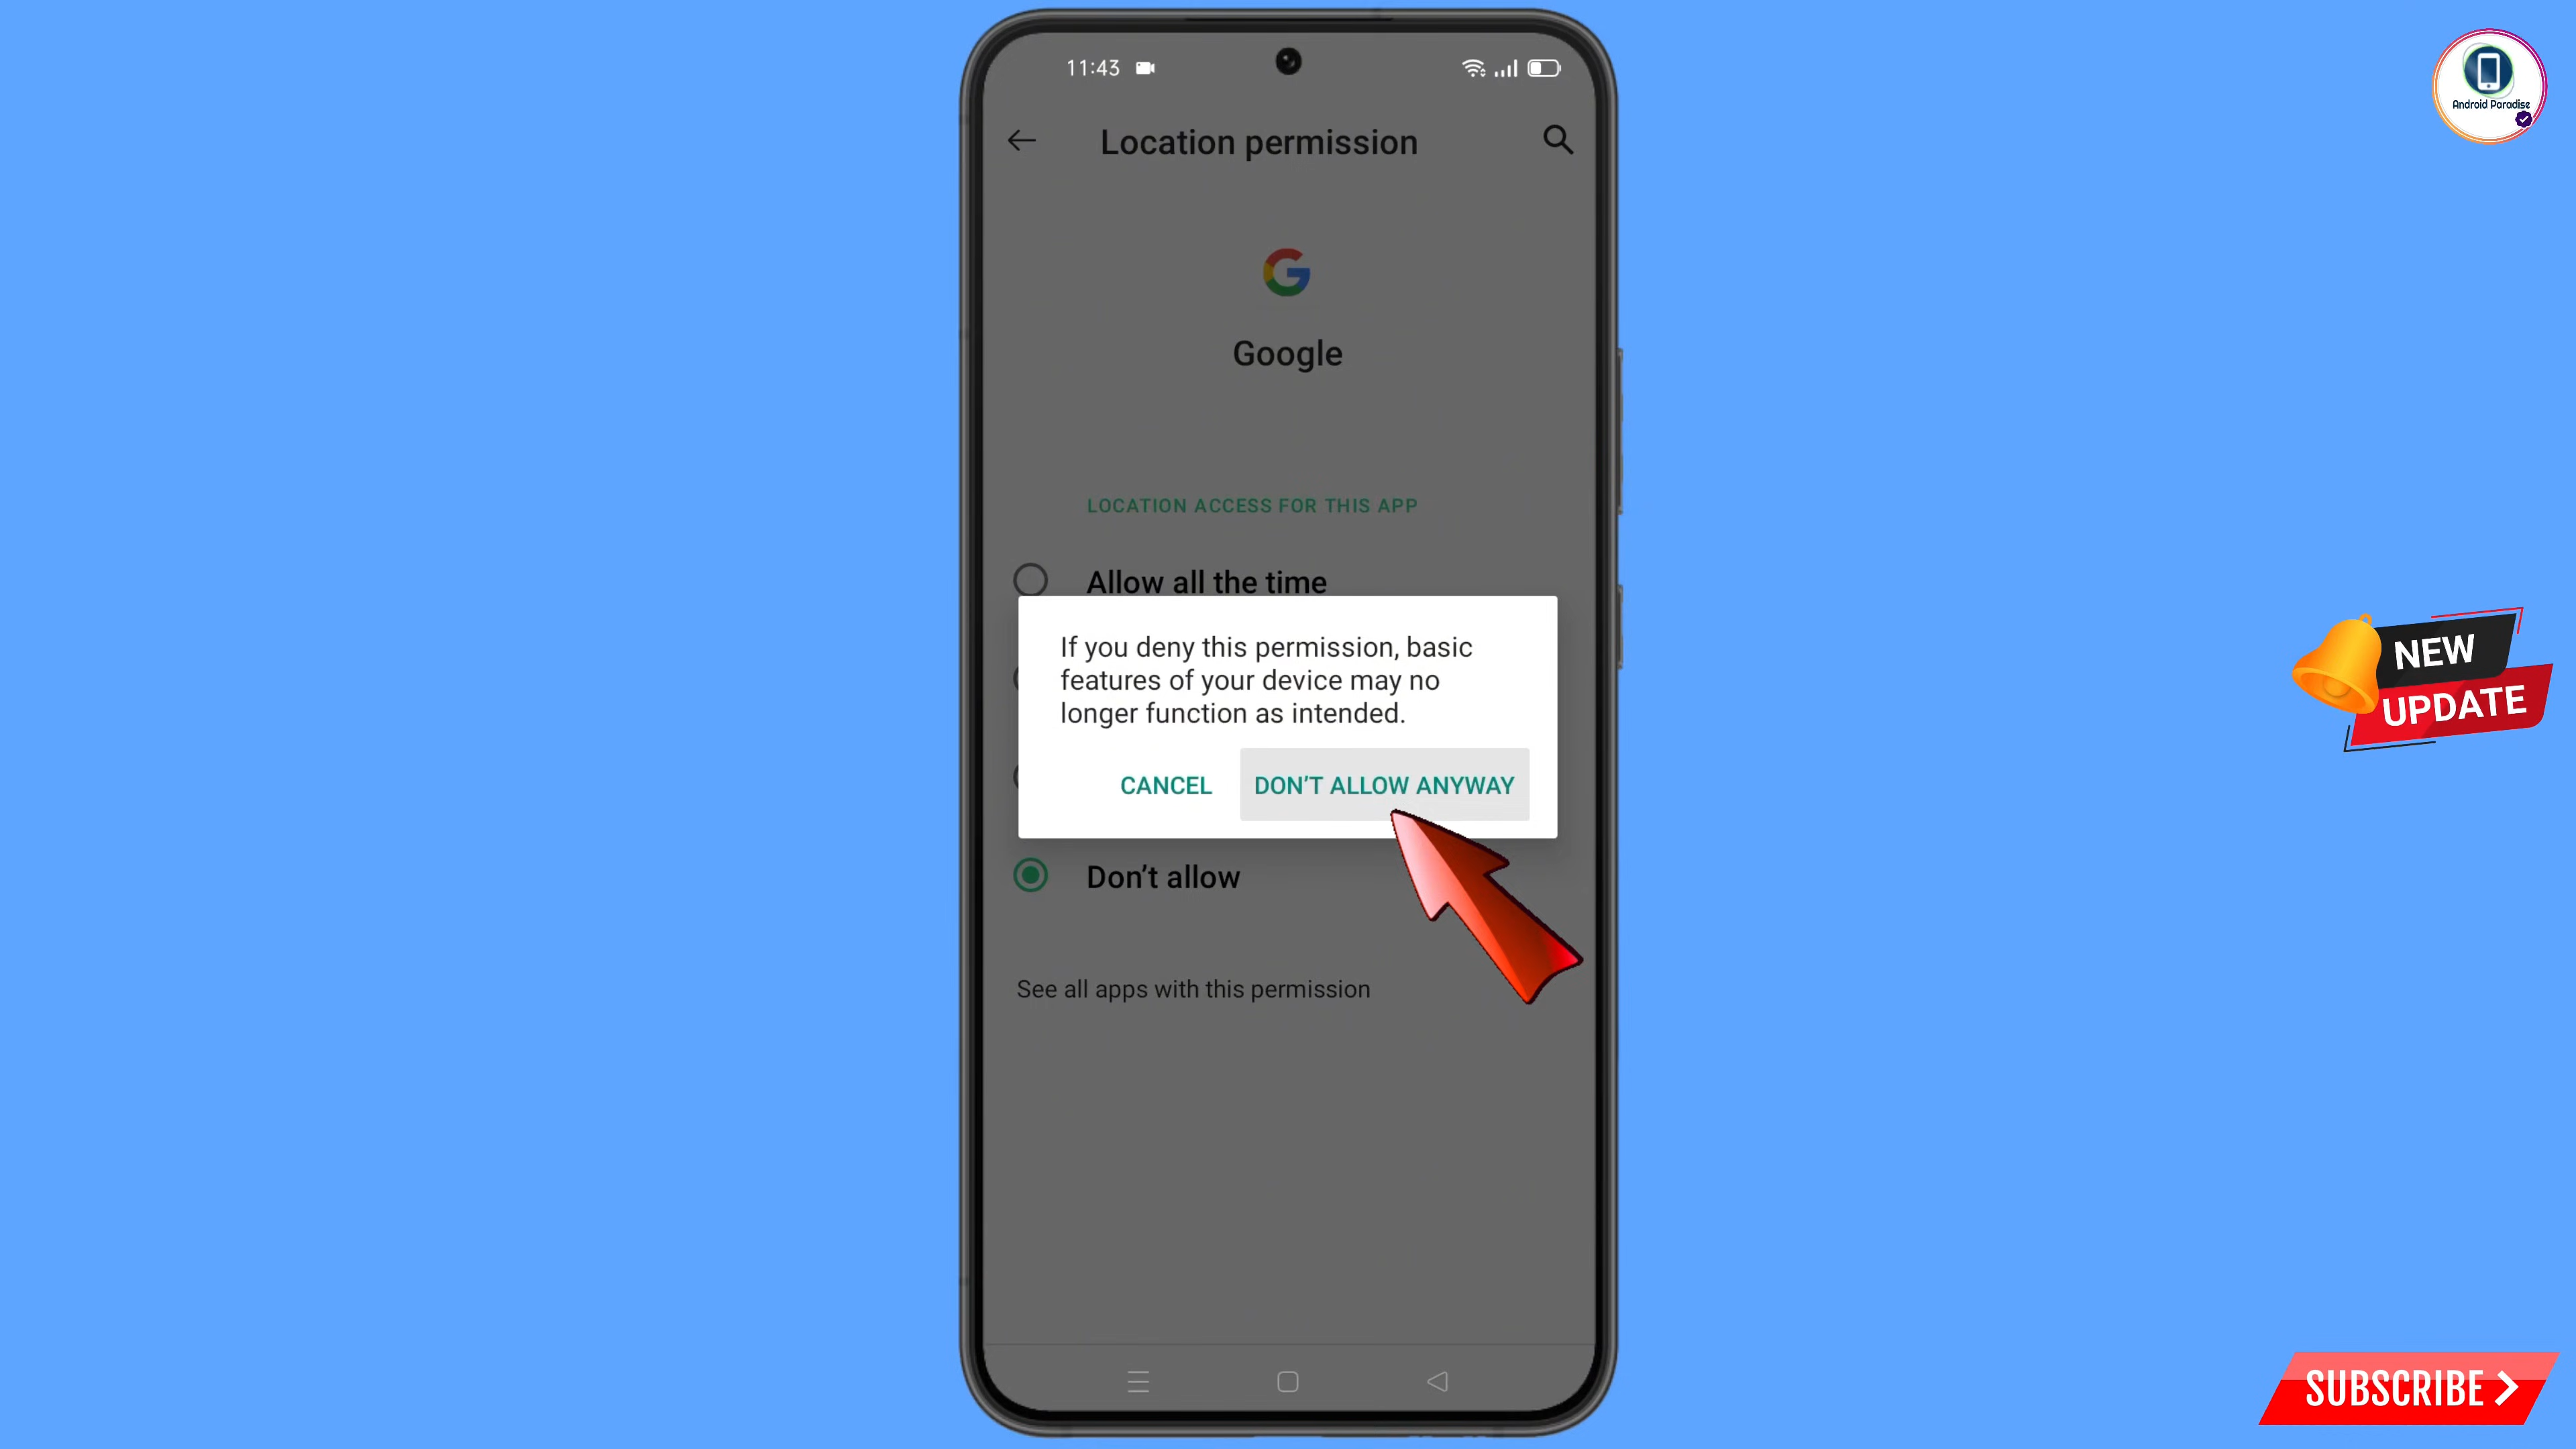 11:43
Android Paradise
Location permission
Google
LOCATION ACCESS FOR THIS APP
Allow all the time
If you deny this permission, basic
features of your device may no
longer function as intended.
CANCEL
DON'T ALLOW ANYWAY
Don't allow
See all apps with this permission
NEW
UPDATE
SUBSCRIBE